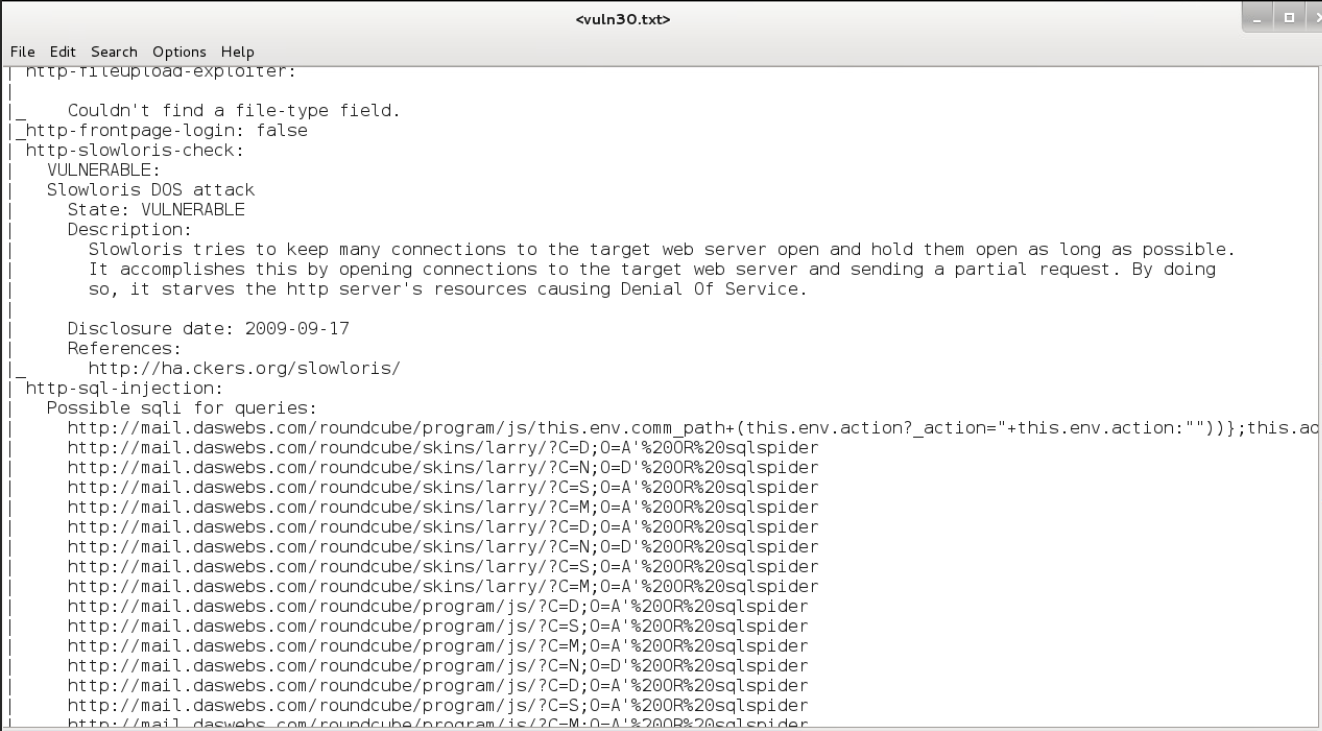 <vuln30.txt>
File Edit Search Options Help
| http-fileupload-exploiter:
|
|_    Couldn't find a file-type field.
|_http-frontpage-login: false
| http-slowloris-check:
|   VULNERABLE:
|   Slowloris DOS attack
|     State: VULNERABLE
|     Description:
|       Slowloris tries to keep many connections to the target web server open and hold them open as long as possible.
|       It accomplishes this by opening connections to the target web server and sending a partial request. By doing
|       so, it starves the http server's resources causing Denial Of Service.
|
|     Disclosure date: 2009-09-17
|     References:
|_      http://ha.ckers.org/slowloris/
| http-sql-injection:
|   Possible sqli for queries:
|     http://mail.daswebs.com/roundcube/program/js/this.env.comm_path+(this.env.action?_action="+this.env.action:""))};this.ac
|     http://mail.daswebs.com/roundcube/skins/larry/?C=D;O=A'%20OR%20sqlspider
|     http://mail.daswebs.com/roundcube/skins/larry/?C=N;O=D'%20OR%20sqlspider
|     http://mail.daswebs.com/roundcube/skins/larry/?C=S;O=A'%20OR%20sqlspider
|     http://mail.daswebs.com/roundcube/skins/larry/?C=M;O=A'%20OR%20sqlspider
|     http://mail.daswebs.com/roundcube/skins/larry/?C=D;O=A'%20OR%20sqlspider
|     http://mail.daswebs.com/roundcube/skins/larry/?C=N;O=D'%20OR%20sqlspider
|     http://mail.daswebs.com/roundcube/skins/larry/?C=S;O=A'%20OR%20sqlspider
|     http://mail.daswebs.com/roundcube/skins/larry/?C=M;O=A'%20OR%20sqlspider
|     http://mail.daswebs.com/roundcube/program/js/?C=D;O=A'%20OR%20sqlspider
|     http://mail.daswebs.com/roundcube/program/js/?C=S;O=A'%20OR%20sqlspider
|     http://mail.daswebs.com/roundcube/program/js/?C=M;O=A'%20OR%20sqlspider
|     http://mail.daswebs.com/roundcube/program/js/?C=N;O=D'%20OR%20sqlspider
|     http://mail.daswebs.com/roundcube/program/js/?C=D;O=A'%20OR%20sqlspider
|     http://mail.daswebs.com/roundcube/program/js/?C=S;O=A'%20OR%20sqlspider
|     http://mail.daswebs.com/roundcube/program/js/?C=M;O=A'%20OR%20sqlspider